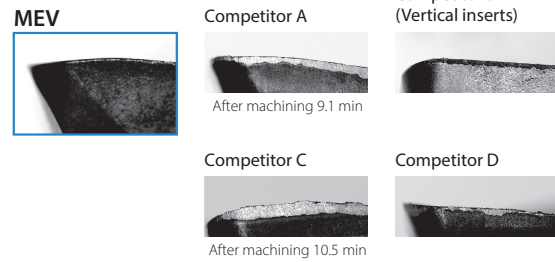 MEV
Competitor A
(Vertical inserts)
After machining 9.1 min
Competitor C
Competitor D
After machining 10.5 min